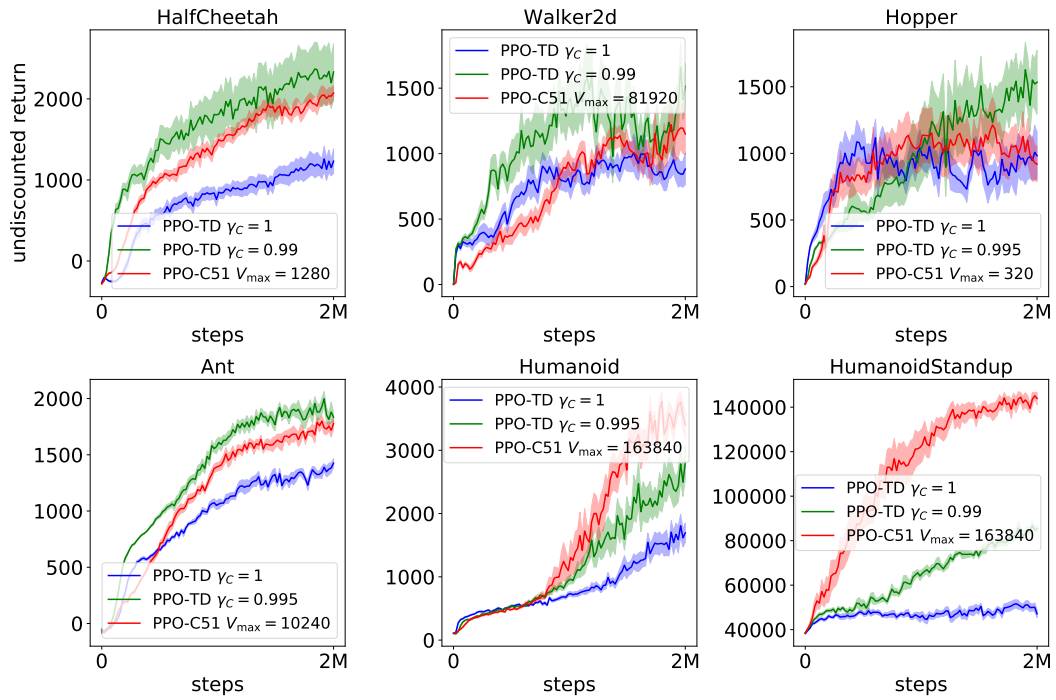 HalfCheetah
undiscounted return
2000
1000
0
PPO-TD γ_C = 1
PPO-TD γ_C = 0.99
PPO-C51 V_max = 1280
0
2M
steps
Walker2d
1500
1000
500
0
PPO-TD γ_C = 1
PPO-TD γ_C = 0.99
PPO-C51 V_max = 81920
0
2M
steps
Hopper
1500
1000
500
0
PPO-TD γ_C = 1
PPO-TD γ_C = 0.995
PPO-C51 V_max = 320
0
2M
steps
Ant
2000
1500
1000
500
0
PPO-TD γ_C = 1
PPO-TD γ_C = 0.995
PPO-C51 V_max = 10240
0
2M
steps
Humanoid
4000
3000
2000
1000
0
PPO-TD γ_C = 1
PPO-TD γ_C = 0.995
PPO-C51 V_max = 163840
0
2M
steps
HumanoidStandup
140000
120000
100000
80000
60000
40000
PPO-TD γ_C = 1
PPO-TD γ_C = 0.99
PPO-C51 V_max = 163840
0
2M
steps